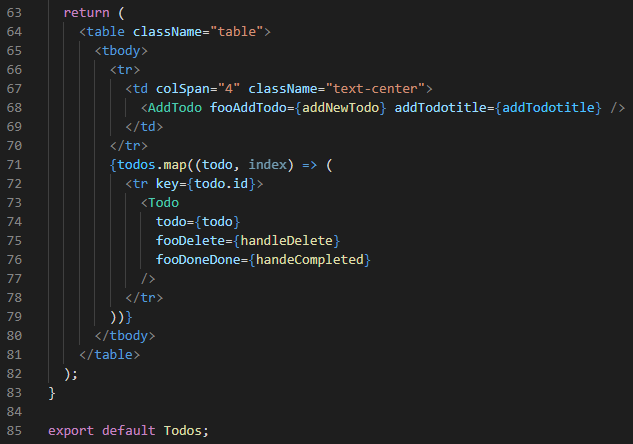 63 return (
64 <table className="table">
65 <tbody>
66 <tr>
67 <td colSpan="4" className="text-center">
68 <AddTodo fooAddTodo={addNewTodo} addTodotitle={addTodotitle} />
69 </td>
70 </tr>
71 {todos.map((todo, index) => (
72 <tr key={todo.id}>
73 <Todo
74 todo={todo}
75 fooDelete={handleDelete}
76 fooDoneDone={handeCompleted}
77 />
78 </tr>
79 ))}
80 </tbody>
81 </table>
82 );
83 }
84
85 export default Todos;